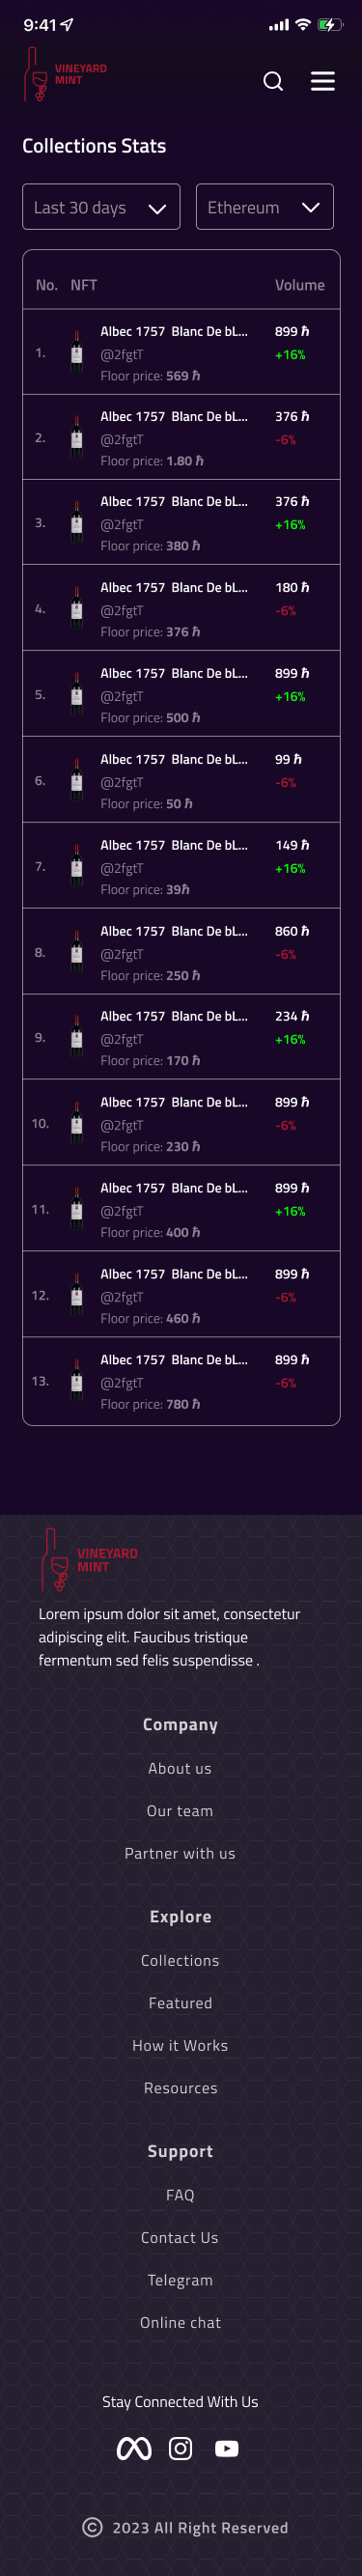 9:41
VINEYARD
MINT
Collections Stats
Last 30 days
Ethereum
No. NFT Volume
Albec 1757 Blanc De bL... 899 ℏ
1. @2fgtT +16%
Floor price: 569 ℏ
Albec 1757 Blanc De bL... 376 ℏ
2. @2fgtT -6%
Floor price: 1.80 ℏ
Albec 1757 Blanc De bL... 376 ℏ
3. @2fgtT +16%
Floor price: 380 ℏ
Albec 1757 Blanc De bL... 180 ℏ
4. @2fgtT -6%
Floor price: 376 ℏ
Albec 1757 Blanc De bL... 899 ℏ
5. @2fgtT +16%
Floor price: 500 ℏ
Albec 1757 Blanc De bL... 99 ℏ
6. @2fgtT -6%
Floor price: 50 ℏ
Albec 1757 Blanc De bL... 149 ℏ
7. @2fgtT +16%
Floor price: 39ℏ
Albec 1757 Blanc De bL... 860 ℏ
8. @2fgtT -6%
Floor price: 250 ℏ
Albec 1757 Blanc De bL... 234 ℏ
9. @2fgtT +16%
Floor price: 170 ℏ
Albec 1757 Blanc De bL... 899 ℏ
10. @2fgtT -6%
Floor price: 230 ℏ
Albec 1757 Blanc De bL... 899 ℏ
11. @2fgtT +16%
Floor price: 400 ℏ
Albec 1757 Blanc De bL... 899 ℏ
12. @2fgtT -6%
Floor price: 460 ℏ
Albec 1757 Blanc De bL... 899 ℏ
13. @2fgtT -6%
Floor price: 780 ℏ
VINEYARD
MINT
Lorem ipsum dolor sit amet, consectetur
adipiscing elit. Faucibus tristique
fermentum sed felis suspendisse .
Company
About us
Our team
Partner with us
Explore
Collections
Featured
How it Works
Resources
Support
FAQ
Contact Us
Telegram
Online chat
Stay Connected With Us
© 2023 All Right Reserved